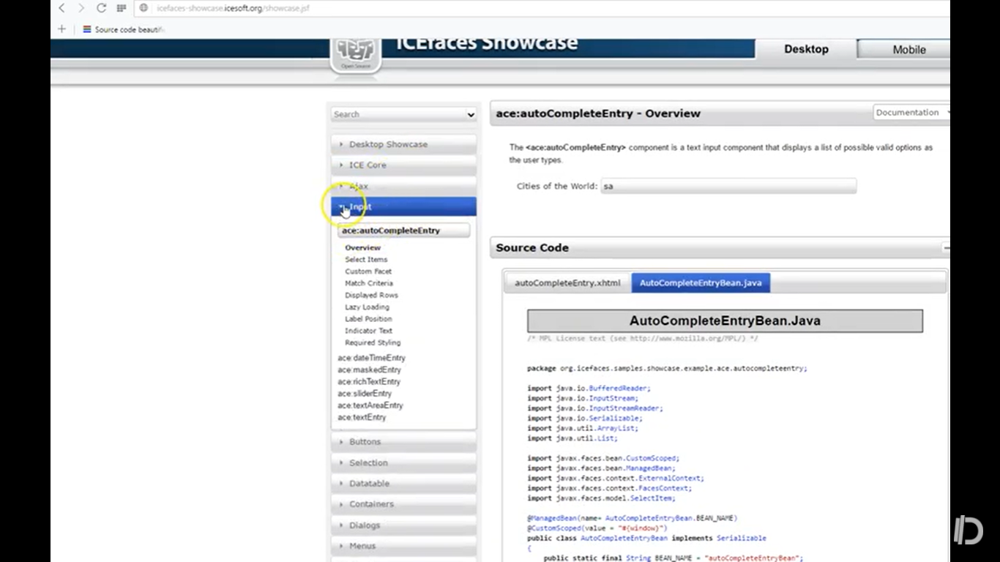 icefaces-showcase.icesoft.org/showcase.jsf
Source code beautif
Open Source
ICEfaces Showcase
Desktop
Mobile
Search
Desktop Showcase
ICE Core
Ajax
Input
ace:autoCompleteEntry
Overview
Select Items
Custom Facet
Match Criteria
Displayed Rows
Lazy Loading
Label Position
Indicator Text
Required Styling
ace:dateTimeEntry
ace:maskedEntry
ace:richTextEntry
ace:sliderEntry
ace:textAreaEntry
ace:textEntry
Buttons
Selection
Datatable
Containers
Dialogs
Menus
ace:autoCompleteEntry - Overview
Documentation
The <ace:autoCompleteEntry> component is a text input component that displays a list of possible valid options as
the user types.
Cities of the World: sa
Source Code
autoCompleteEntry.xhtml
AutoCompleteEntryBean.java
AutoCompleteEntryBean.Java
/* MPL License text (see http://www.mozilla.org/MPL/) */
package org.icefaces.samples.showcase.example.ace.autocompleteentry;
import java.io.BufferedReader;
import java.io.InputStream;
import java.io.InputStreamReader;
import java.io.Serializable;
import java.util.ArrayList;
import java.util.List;
import javax.faces.bean.CustomScoped;
import javax.faces.bean.ManagedBean;
import javax.faces.context.ExternalContext;
import javax.faces.context.FacesContext;
import javax.faces.model.SelectItem;
@ManagedBean(name= AutoCompleteEntryBean.BEAN_NAME)
@CustomScoped(value = "#{window}")
public class AutoCompleteEntryBean implements Serializable
{
public static final String BEAN_NAME = "autoCompleteEntryBean";